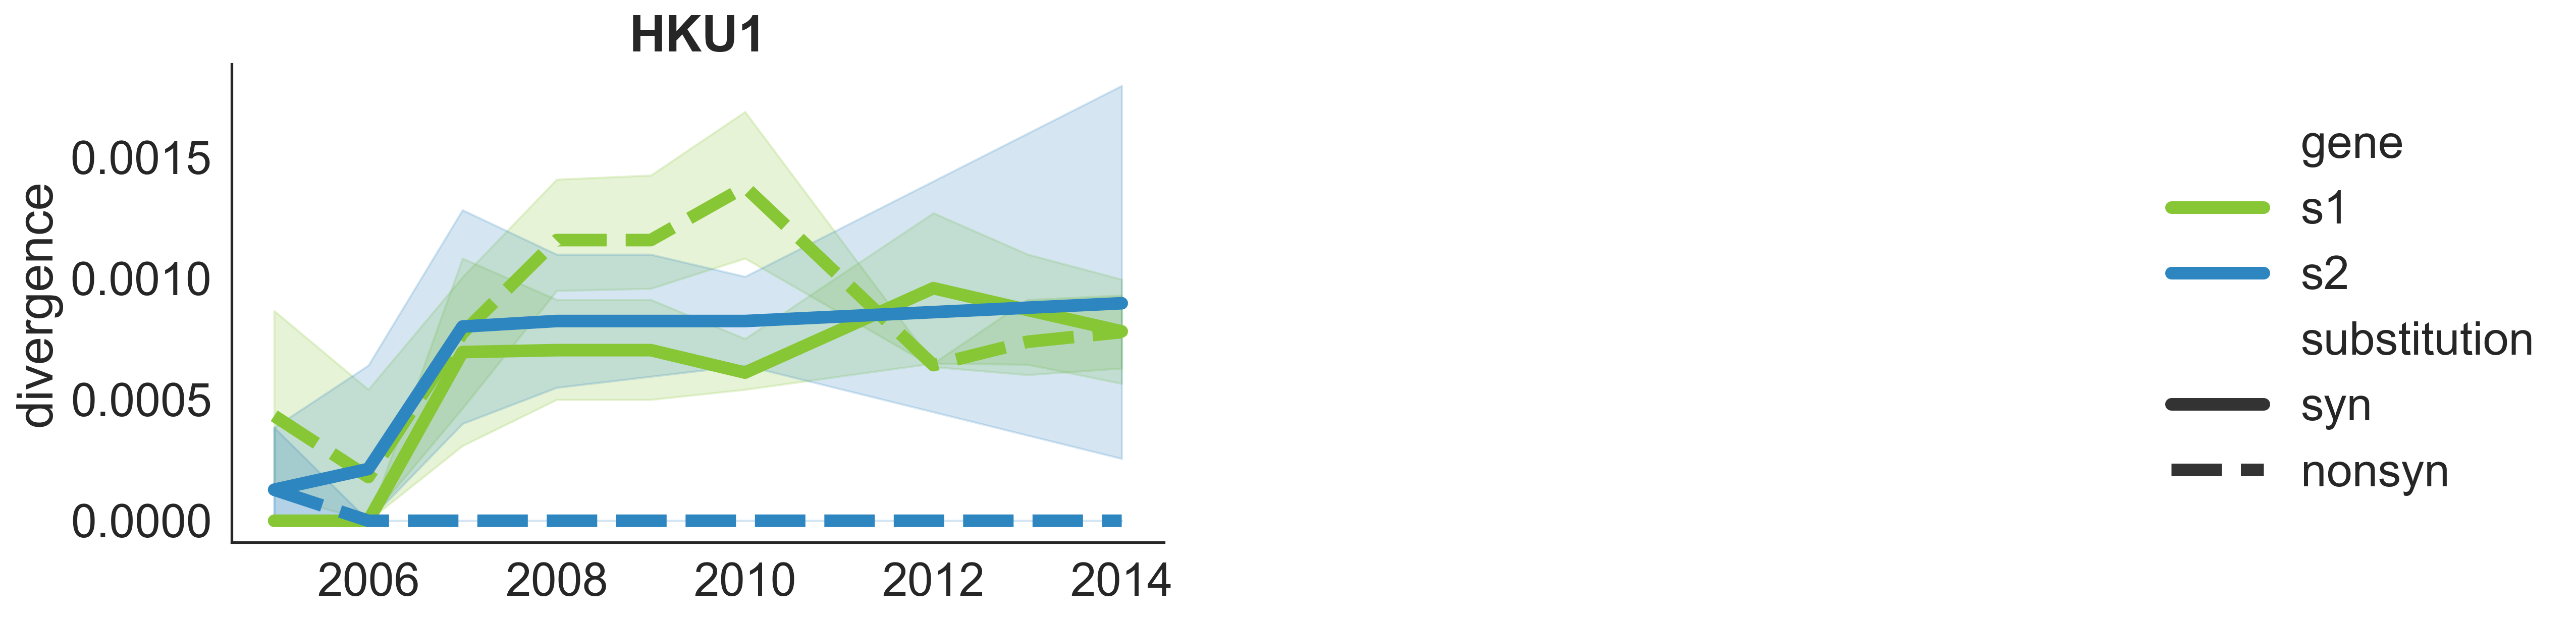 HKU1
divergence
0.0015
0.0010
0.0005
0.0000
2006 2008 2010 2012 2014
gene
s1
s2
substitution
syn
nonsyn